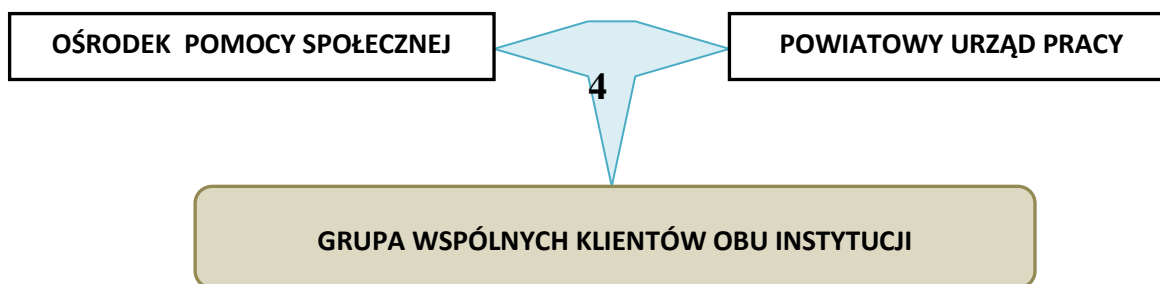 OŚRODEK POMOCY SPOŁECZNEJ
POWIATOWY URZĄD PRACY
4
GRUPA WSPÓLNYCH KLIENTÓW OBU INSTYTUCJI